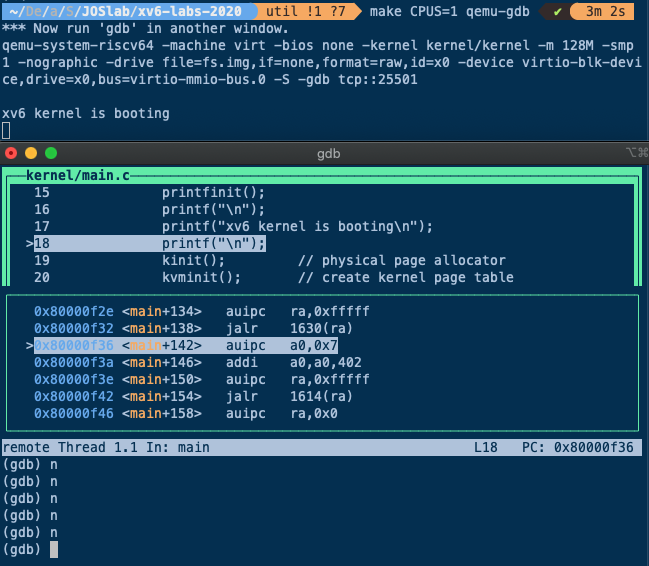 ~/De/a/S/JOSlab/xv6-labs-2020 util !1 ?7 make CPUS=1 qemu-gdb ✔ 3m 2s
*** Now run 'gdb' in another window.
qemu-system-riscv64 -machine virt -bios none -kernel kernel/kernel -m 128M -smp
1 -nographic -drive file=fs.img,if=none,format=raw,id=x0 -device virtio-blk-devi
ce,drive=x0,bus=virtio-mmio-bus.0 -S -gdb tcp::25501
xv6 kernel is booting
gdb ⌥⌘
kernel/main.c
15 printfinit();
16 printf("\n");
17 printf("xv6 kernel is booting\n");
>18 printf("\n");
19 kinit(); // physical page allocator
20 kvminit(); // create kernel page table
0x80000f2e <main+134> auipc ra,0xfffff
0x80000f32 <main+138> jalr 1630(ra)
>0x80000f36 <main+142> auipc a0,0x7
0x80000f3a <main+146> addi a0,a0,402
0x80000f3e <main+150> auipc ra,0xfffff
0x80000f42 <main+154> jalr 1614(ra)
0x80000f46 <main+158> auipc ra,0x0
remote Thread 1.1 In: main L18 PC: 0x80000f36
(gdb) n
(gdb) n
(gdb) n
(gdb) n
(gdb) n
(gdb)